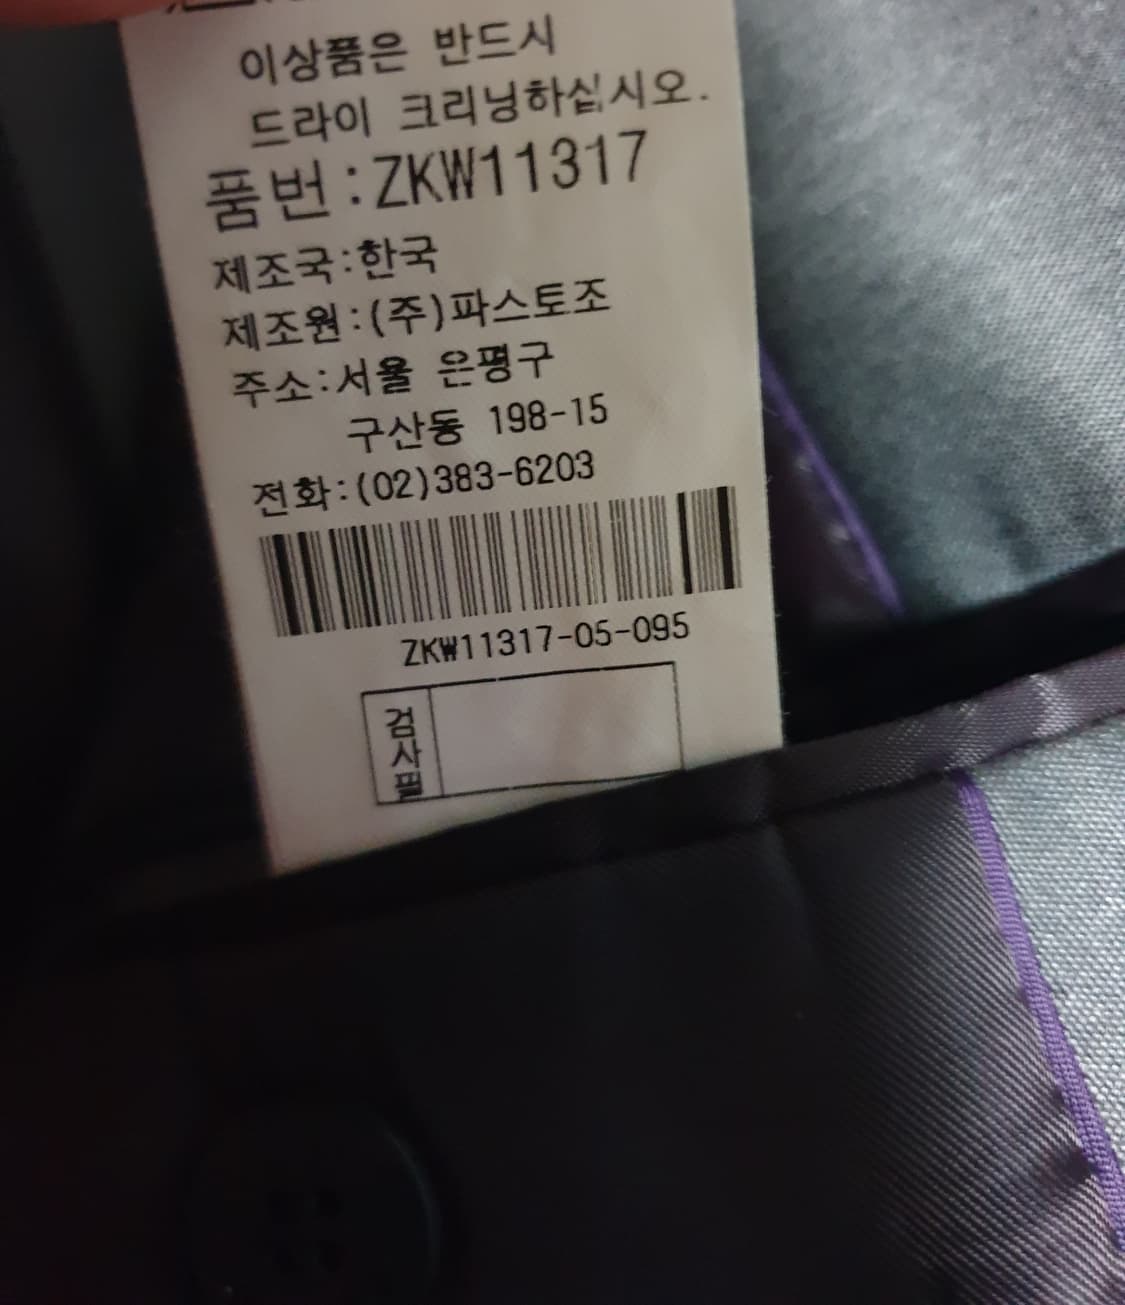 이상품은 반드시
드라이 크리닝하십시오.
품번:ZKW11317
제조국:한국
제조원:(주)파스토조
주소:서울 은평구
구산동 198-15
전화:(02)383-6203
ZKW11317-05-095
검사필